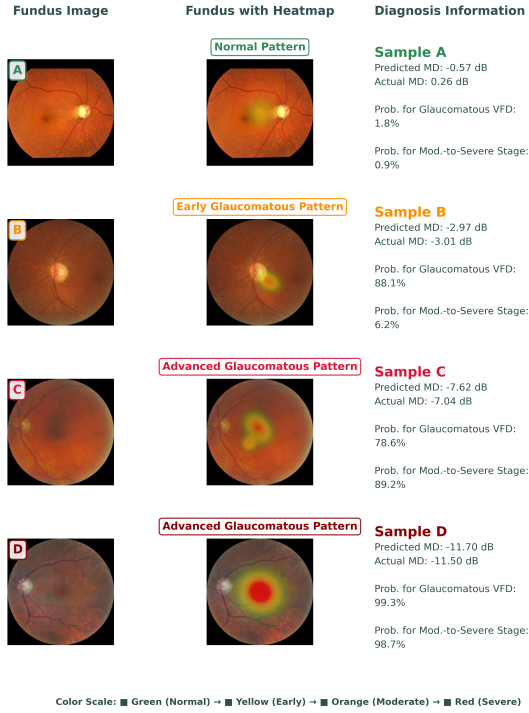 Fundus Image
Fundus with Heatmap
Diagnosis Information
A
Normal Pattern
Sample A
Predicted MD: -0.57 dB
Actual MD: 0.26 dB
Prob. for Glaucomatous VFD:
1.8%
Prob. for Mod.-to-Severe Stage:
0.9%
B
Early Glaucomatous Pattern
Sample B
Predicted MD: -2.97 dB
Actual MD: -3.01 dB
Prob. for Glaucomatous VFD:
88.1%
Prob. for Mod.-to-Severe Stage:
6.2%
C
Advanced Glaucomatous Pattern
Sample C
Predicted MD: -7.62 dB
Actual MD: -7.04 dB
Prob. for Glaucomatous VFD:
78.6%
Prob. for Mod.-to-Severe Stage:
89.2%
D
Advanced Glaucomatous Pattern
Sample D
Predicted MD: -11.70 dB
Actual MD: -11.50 dB
Prob. for Glaucomatous VFD:
99.3%
Prob. for Mod.-to-Severe Stage:
98.7%
Color Scale: ■ Green (Normal) → ■ Yellow (Early) → ■ Orange (Moderate) → ■ Red (Severe)